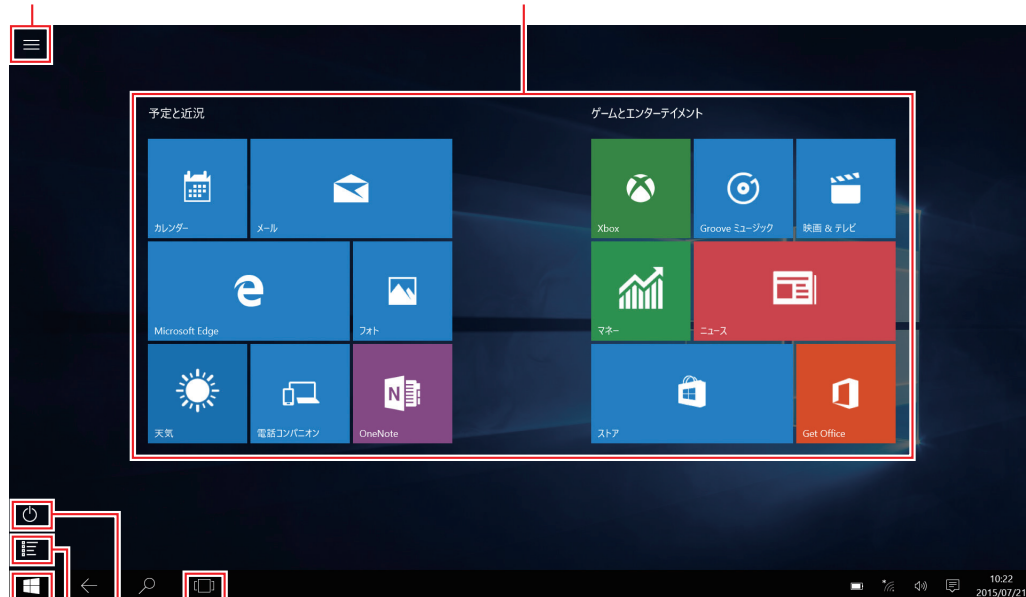 予定と近況
ゲームとエンターテイメント
カレンダー
メール
Xbox
Groove ミュージック
映画 & テレビ
Microsoft Edge
フォト
マネー
ニュース
天気
電話コンパニオン
OneNote
ストア
Get Office
10:22
2015/07/21